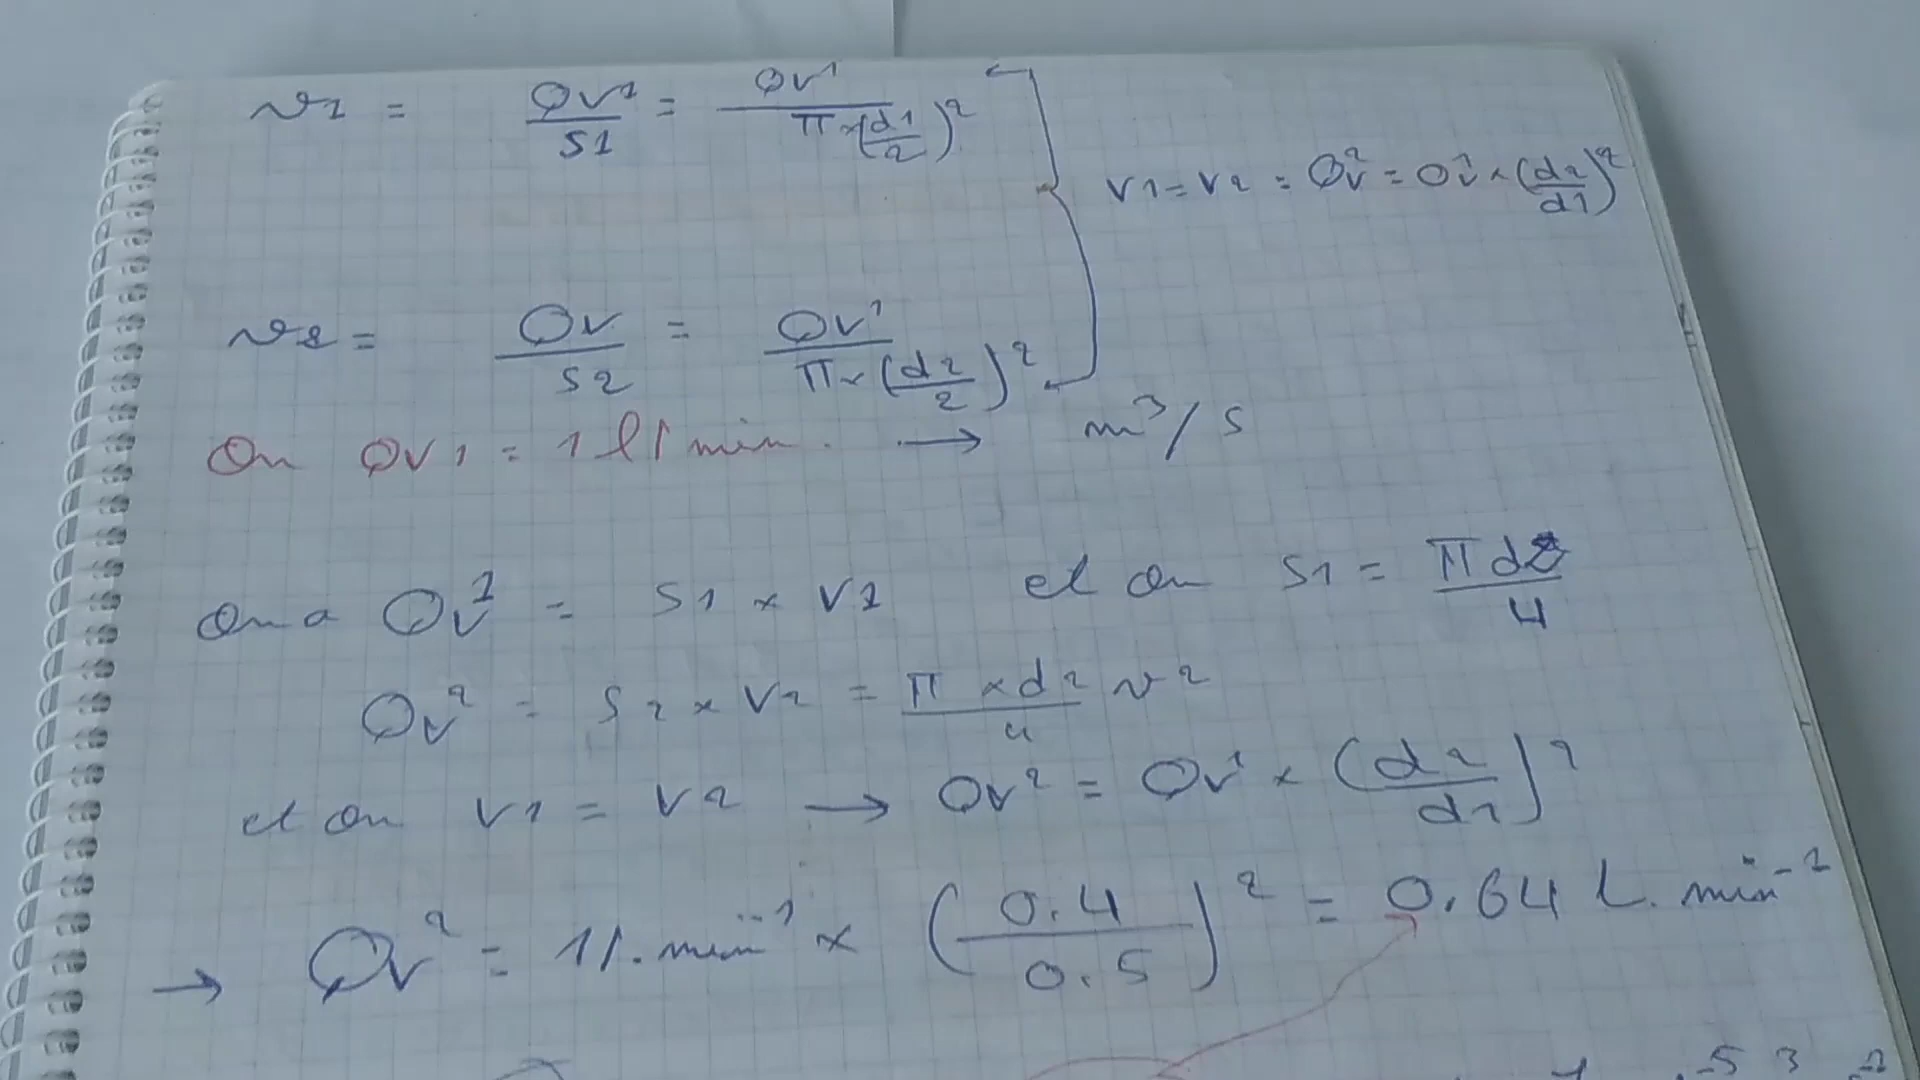 v1 = Qv1/S1 = Qv1/(π × (d1/2)^2)
V1 = V2 = Qv2 = Qv1 × (d2/d1)^2
v2 = Qv/S2 = Qv1/(π × (d2/2)^2)
On Qv1 = 1 l/min. → m^3/s
On a Qv1 = S1 × V1 et on S1 = πd2/4
Qv2 = S2 × V2 = (π × d2)/4 v2
et on V1 = V2 → Qv2 = Qv1 × (d2/d1)^2
→ Qv2 = 1 l.min^-1 × (0.4/0.5)^2 = 0.64 L.min^-1